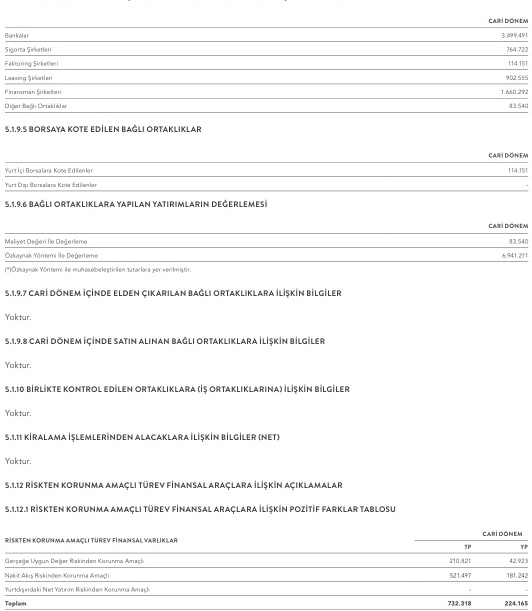 CARİ DÖNEM
Bankalar 3.499.491
Sigorta Şirketleri 764.722
Faktoring Şirketleri 114.151
Leasing Şirketleri 902.555
Finansman Şirketleri 1.660.292
Diğer Bağlı Ortaklıklar 83.540
5.1.9.5 BORSAYA KOTE EDİLEN BAĞLI ORTAKLIKLAR
CARİ DÖNEM
Yurt İçi Borsalara Kote Edilenler 114.151
Yurt Dışı Borsalara Kote Edilenler -
5.1.9.6 BAĞLI ORTAKLIKLARA YAPILAN YATIRIMLARIN DEĞERLEMESİ
CARİ DÖNEM
Maliyet Değeri İle Değerleme 83.540
Özkaynak Yöntemi İle Değerleme 6.941.211
(*)Özkaynak Yöntemi ile muhasebeleştirilen tutarlara yer verilmiştir.
5.1.9.7 CARİ DÖNEM İÇİNDE ELDEN ÇIKARILAN BAĞLI ORTAKLIKLARA İLİŞKİN BİLGİLER
Yoktur.
5.1.9.8 CARİ DÖNEM İÇİNDE SATIN ALINAN BAĞLI ORTAKLIKLARA İLİŞKİN BİLGİLER
Yoktur.
5.1.10 BİRLİKTE KONTROL EDİLEN ORTAKLIKLARA (İŞ ORTAKLIKLARINA) İLİŞKİN BİLGİLER
Yoktur.
5.1.11 KİRALAMA İŞLEMLERİNDEN ALACAKLARA İLİŞKİN BİLGİLER (NET)
Yoktur.
5.1.12 RİSKTEN KORUNMA AMAÇLI TÜREV FİNANSAL ARAÇLARA İLİŞKİN AÇIKLAMALAR
5.1.12.1 RİSKTEN KORUNMA AMAÇLI TÜREV FİNANSAL ARAÇLARA İLİŞKİN POZİTİF FARKLAR TABLOSU
CARİ DÖNEM
RİSKTEN KORUNMA AMAÇLI TÜREV FİNANSAL VARLIKLAR
TP YP
Gerçeğe Uygun Değer Riskinden Korunma Amaçlı 210.821 42.923
Nakit Akış Riskinden Korunma Amaçlı 521.497 181.242
Yurtdışındaki Net Yatırım Riskinden Korunma Amaçlı - -
Toplam 732.318 224.165